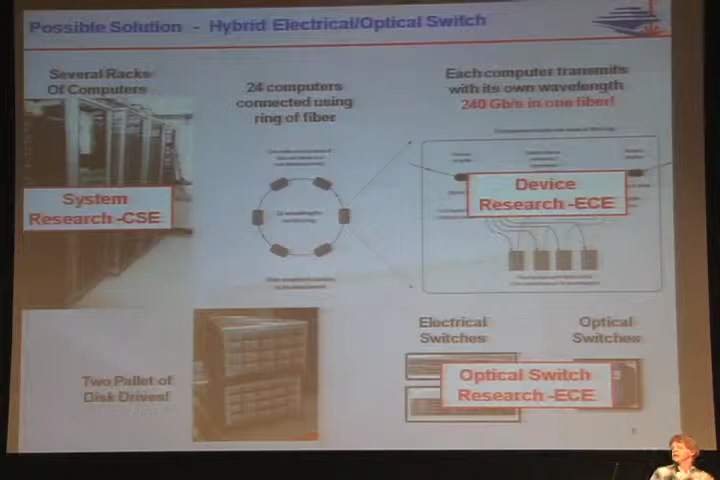 Possible Solution - Hybrid Electrical/Optical Switch
Several Racks
Of Computers
24 computers
connected using
ring of fiber
Each computer transmits
with its own wavelength
240 Gb/s in one fiber!
System
Research -CSE
Device
Research -ECE
Two Pallet of
Disk Drives!
Electrical
Switches
Optical
Switches
Optical Switch
Research -ECE